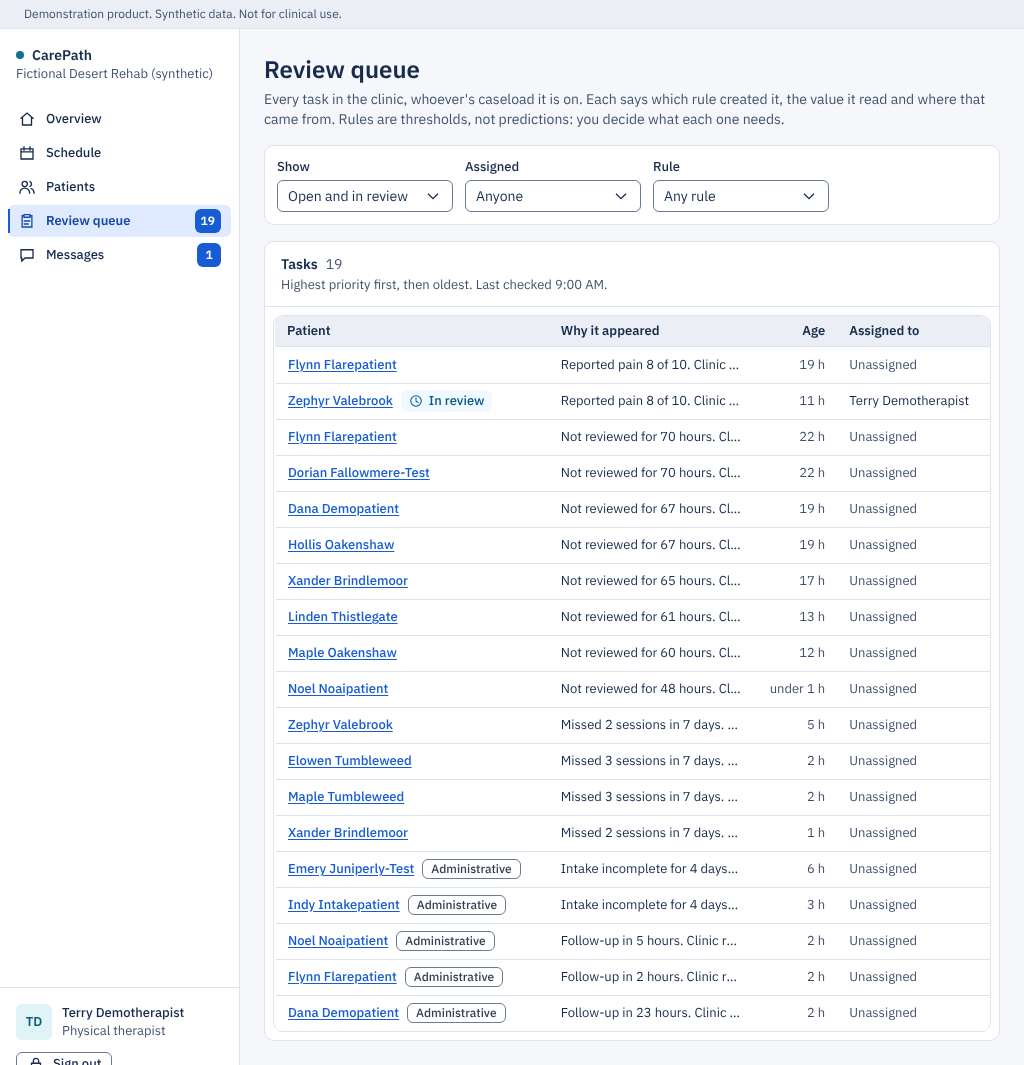 Demonstration product. Synthetic data. Not for clinical use.
CarePath
Fictional Desert Rehab (synthetic)
Overview
Schedule
Patients
Review queue 19
Messages 1
Terry Demotherapist
TD
Physical therapist
Sign out
Review queue
Every task in the clinic, whoever's caseload it is on. Each says which rule created it, the value it read and where that
came from. Rules are thresholds, not predictions: you decide what each one needs.
Show Assigned Rule
Open and in review Anyone Any rule
Tasks 19
Highest priority first, then oldest. Last checked 9:00 AM.
Patient Why it appeared Age Assigned to
Flynn Flarepatient Reported pain 8 of 10. Clinic ... 19 h Unassigned
Zephyr Valebrook In review Reported pain 8 of 10. Clinic ... 11 h Terry Demotherapist
Flynn Flarepatient Not reviewed for 70 hours. Cl... 22 h Unassigned
Dorian Fallowmere-Test Not reviewed for 70 hours. Cl... 22 h Unassigned
Dana Demopatient Not reviewed for 67 hours. Cl... 19 h Unassigned
Hollis Oakenshaw Not reviewed for 67 hours. Cl... 19 h Unassigned
Xander Brindlemoor Not reviewed for 65 hours. Cl... 17 h Unassigned
Linden Thistlegate Not reviewed for 61 hours. Cl... 13 h Unassigned
Maple Oakenshaw Not reviewed for 60 hours. Cl... 12 h Unassigned
Noel Noaipatient Not reviewed for 48 hours. Cl... under 1 h Unassigned
Zephyr Valebrook Missed 2 sessions in 7 days. ... 5 h Unassigned
Elowen Tumbleweed Missed 3 sessions in 7 days. ... 2 h Unassigned
Maple Tumbleweed Missed 3 sessions in 7 days. ... 2 h Unassigned
Xander Brindlemoor Missed 2 sessions in 7 days. ... 1 h Unassigned
Emery Juniperly-Test Administrative Intake incomplete for 4 days... 6 h Unassigned
Indy Intakepatient Administrative Intake incomplete for 4 days... 3 h Unassigned
Noel Noaipatient Administrative Follow-up in 5 hours. Clinic r... 2 h Unassigned
Flynn Flarepatient Administrative Follow-up in 2 hours. Clinic r... 2 h Unassigned
Dana Demopatient Administrative Follow-up in 23 hours. Clinic ... 2 h Unassigned